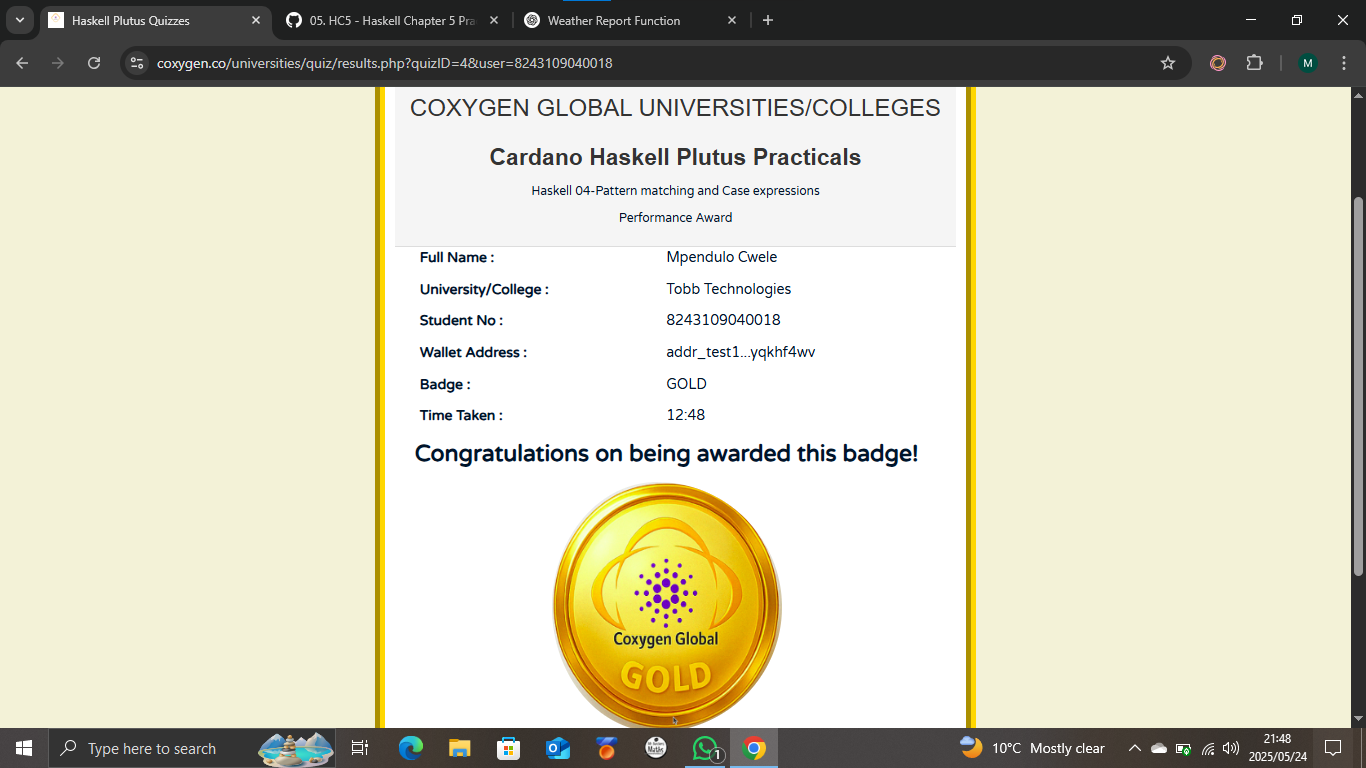 Haskell Plutus Quizzes
05. HC5 - Haskell Chapter 5 Pra
Weather Report Function
coxygen.co/universities/quiz/results.php?quizID=4&user=8243109040018
M
COXYGEN GLOBAL UNIVERSITIES/COLLEGES
Cardano Haskell Plutus Practicals
Haskell 04-Pattern matching and Case expressions
Performance Award
Full Name : Mpendulo Cwele
University/College : Tobb Technologies
Student No : 8243109040018
Wallet Address : addr_test1...yqkhf4wv
Badge : GOLD
Time Taken : 12:48
Congratulations on being awarded this badge!
Coxygen Global
GOLD
Type here to search
1
10°C Mostly clear
21:48
2025/05/24